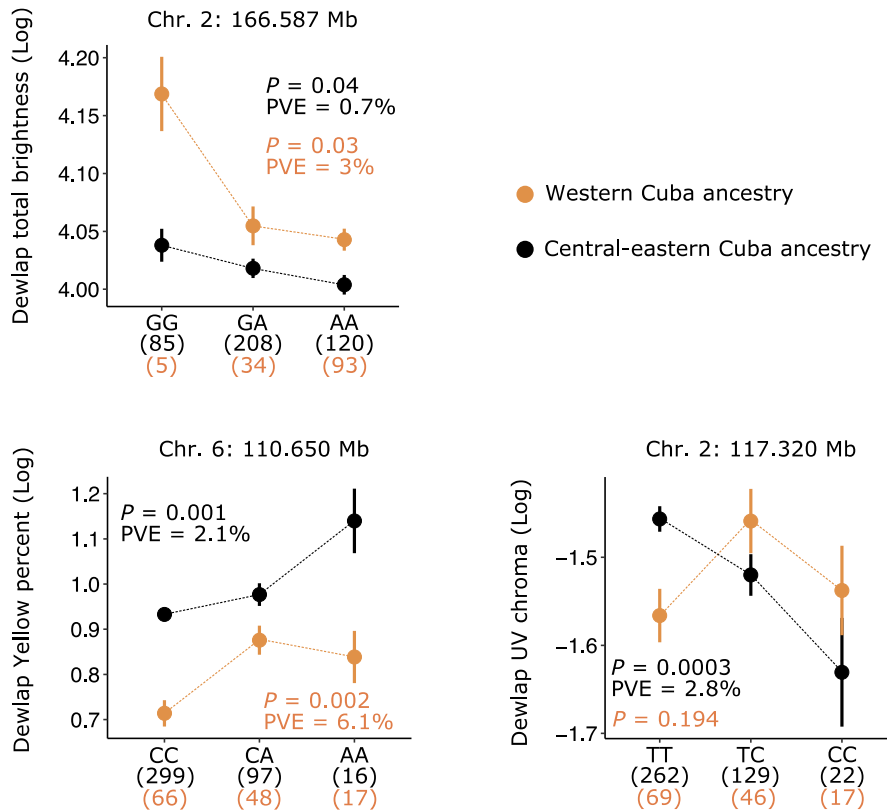 Chr. 2: 166.587 Mb
Dewlap total brightness (Log)
4.20
4.15
4.10
4.05
4.00
P = 0.04
PVE = 0.7%
P = 0.03
PVE = 3%
GG GA AA
(85) (208) (120)
(5) (34) (93)
Western Cuba ancestry
Central-eastern Cuba ancestry
Chr. 6: 110.650 Mb
Dewlap Yellow percent (Log)
1.2
1.1
1.0
0.9
0.8
0.7
P = 0.001
PVE = 2.1%
P = 0.002
PVE = 6.1%
CC CA AA
(299) (97) (16)
(66) (48) (17)
Chr. 2: 117.320 Mb
Dewlap UV chroma (Log)
−1.5
−1.6
−1.7
P = 0.0003
PVE = 2.8%
P = 0.194
TT TC CC
(262) (129) (22)
(69) (46) (17)